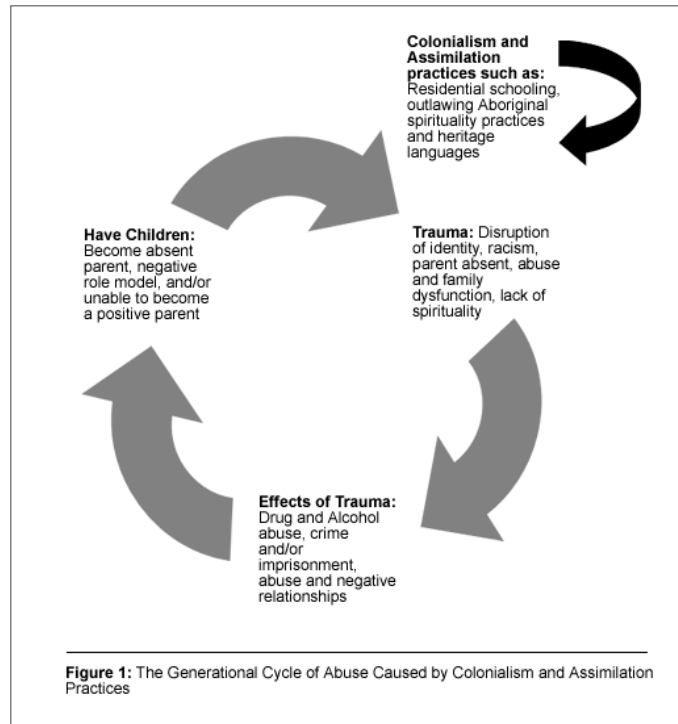 Colonialism and
Assimilation
practices such as:
Residential schooling,
outlawing Aboriginal
spirituality practices
and heritage
languages
Have Children:
Become absent
parent, negative
role model, and/or
unable to become
a positive parent
Trauma: Disruption
of identity, racism,
parent absent, abuse
and family
dysfunction, lack of
spirituality
Effects of Trauma:
Drug and Alcohol
abuse, crime
and/or
imprisonment,
abuse and negative
relationships
Figure 1: The Generational Cycle of Abuse Caused by Colonialism and Assimilation
Practices